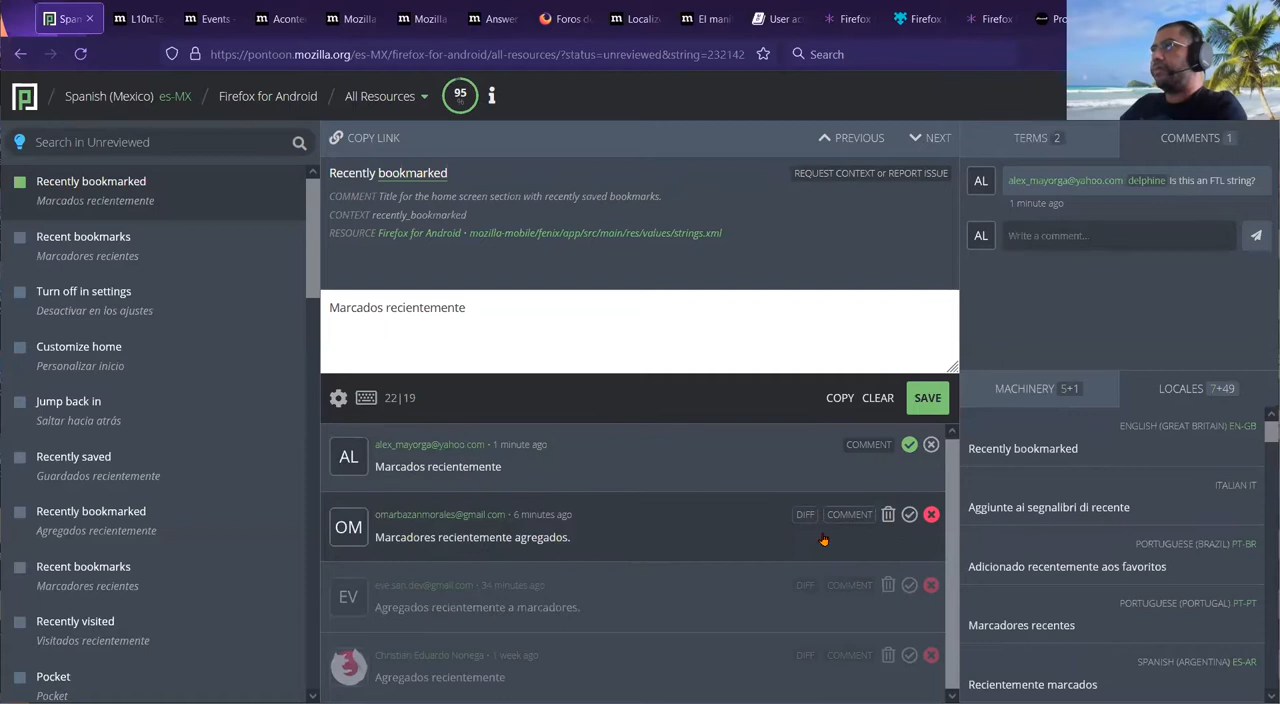 Span
L10n:Te
Events
Aconte
Mozilla
Mozilla
Answer
Foros d
Localiz
El mani
User ac
Firefox
Firefox
Firefox
Pro
https://pontoon.mozilla.org/es-MX/firefox-for-android/all-resources/?status=unreviewed&string=232142
Search
Spanish (Mexico) es-MX / Firefox for Android / All Resources
95
%
Search in Unreviewed
COPY LINK
PREVIOUS
NEXT
TERMS 2
COMMENTS 1
Recently bookmarked
Marcados recientemente
Recent bookmarks
Marcadores recientes
Turn off in settings
Desactivar en los ajustes
Customize home
Personalizar inicio
Jump back in
Saltar hacia atrás
Recently saved
Guardados recientemente
Recently bookmarked
Agregados recientemente
Recent bookmarks
Marcadores recientes
Recently visited
Visitados recientemente
Pocket
Pocket
Recently bookmarked
REQUEST CONTEXT or REPORT ISSUE
COMMENT Title for the home screen section with recently saved bookmarks.
CONTEXT recently_bookmarked
RESOURCE Firefox for Android • mozilla-mobile/fenix/app/src/main/res/values/strings.xml
Marcados recientemente
22|19
COPY
CLEAR
SAVE
AL
alex_mayorga@yahoo.com • 1 minute ago
COMMENT
Marcados recientemente
OM
omarbazanmorales@gmail.com • 6 minutes ago
DIFF
COMMENT
Marcadores recientemente agregados.
EV
eve.san.dev@gmail.com • 34 minutes ago
DIFF
COMMENT
Agregados recientemente a marcadores.
Christian Eduardo Noriega • 1 week ago
DIFF
COMMENT
Agregados recientemente
AL
alex_mayorga@yahoo.com delphine is this an FTL string?
1 minute ago
AL
Write a comment...
MACHINERY 5+1
LOCALES 7+49
ENGLISH (GREAT BRITAIN) EN-GB
Recently bookmarked
ITALIAN IT
Aggiunte ai segnalibri di recente
PORTUGUESE (BRAZIL) PT-BR
Adicionado recentemente aos favoritos
PORTUGUESE (PORTUGAL) PT-PT
Marcadores recentes
SPANISH (ARGENTINA) ES-AR
Recientemente marcados